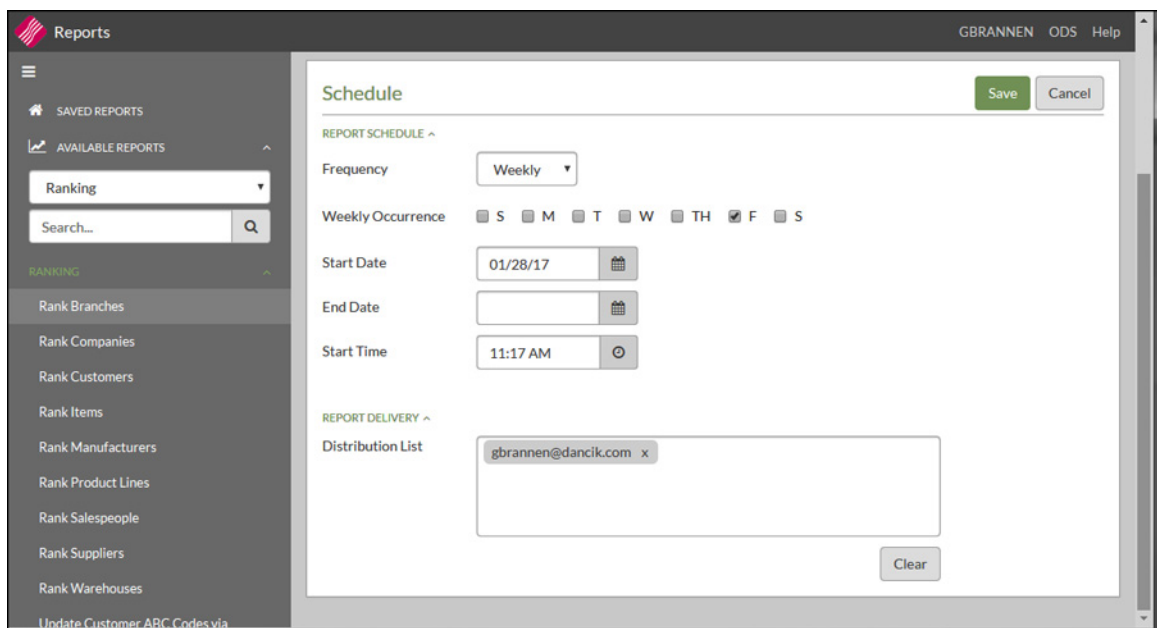 Reports
GBRANNEN ODS Help
SAVED REPORTS
AVAILABLE REPORTS
Ranking
Search...
RANKING
Rank Branches
Rank Companies
Rank Customers
Rank Items
Rank Manufacturers
Rank Product Lines
Rank Salespeople
Rank Suppliers
Rank Warehouses
Update Customer ABC Codes via
Schedule
Save Cancel
REPORT SCHEDULE
Frequency Weekly
Weekly Occurrence S M T W TH F S
Start Date 01/28/17
End Date
Start Time 11:17 AM
REPORT DELIVERY
Distribution List gbrannen@dancik.com x
Clear